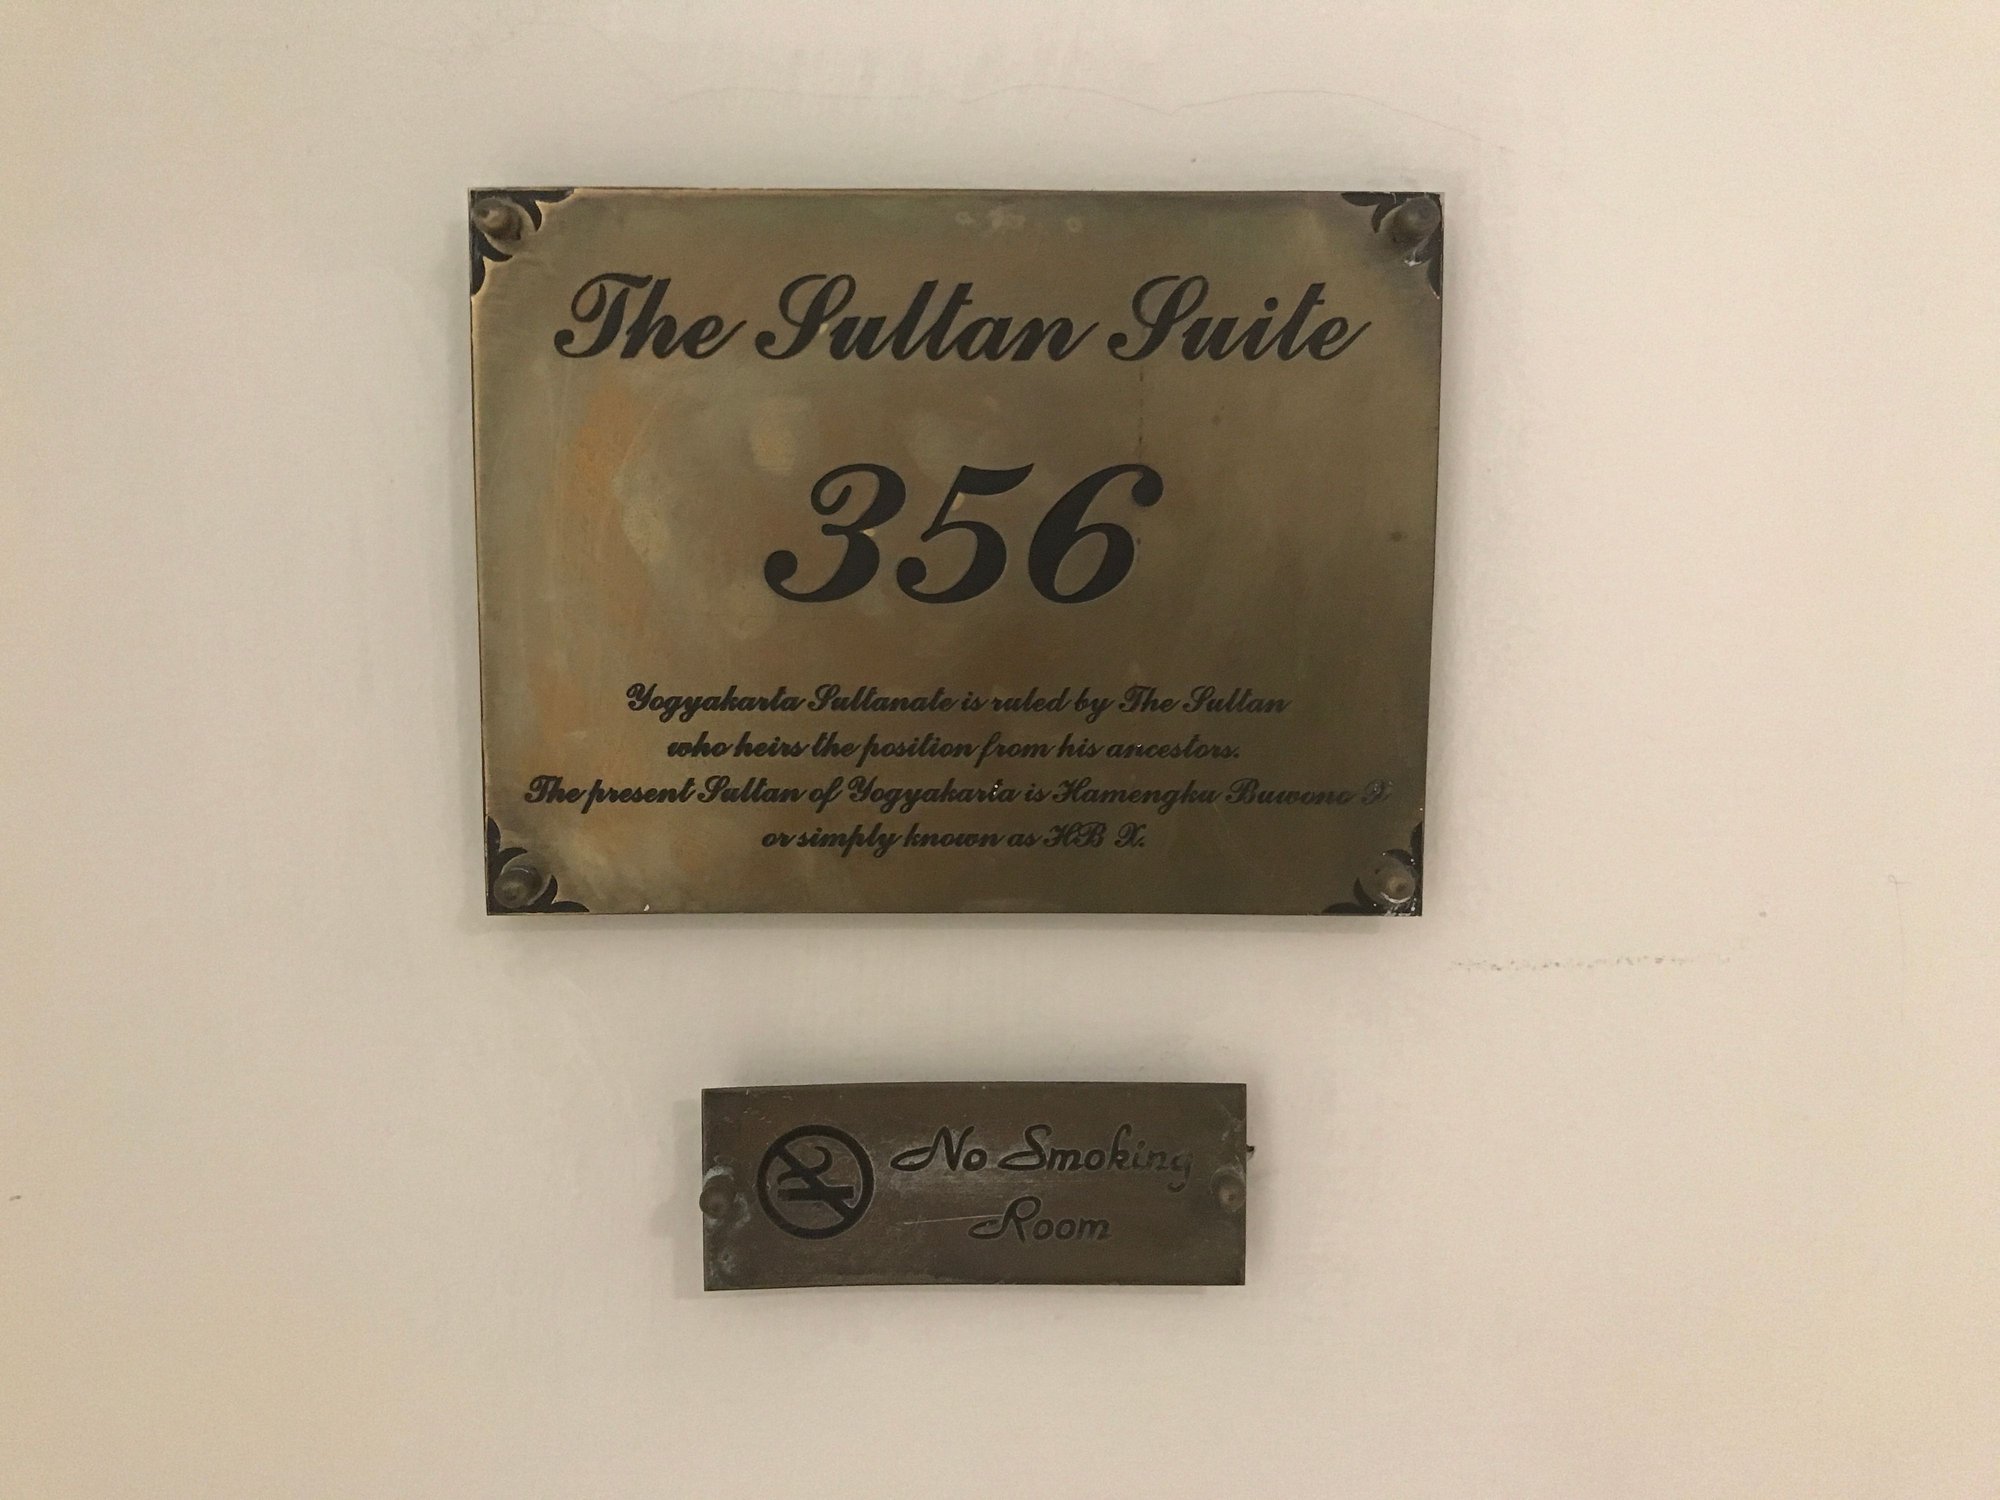 The Sultan Suite
356
Yogyakarta Sultanate is ruled by The Sultan
who heirs the position from his ancestors.
The present Sultan of Yogyakarta is Hamengku Buwono X
or simply known as HB X.
No Smoking
Room